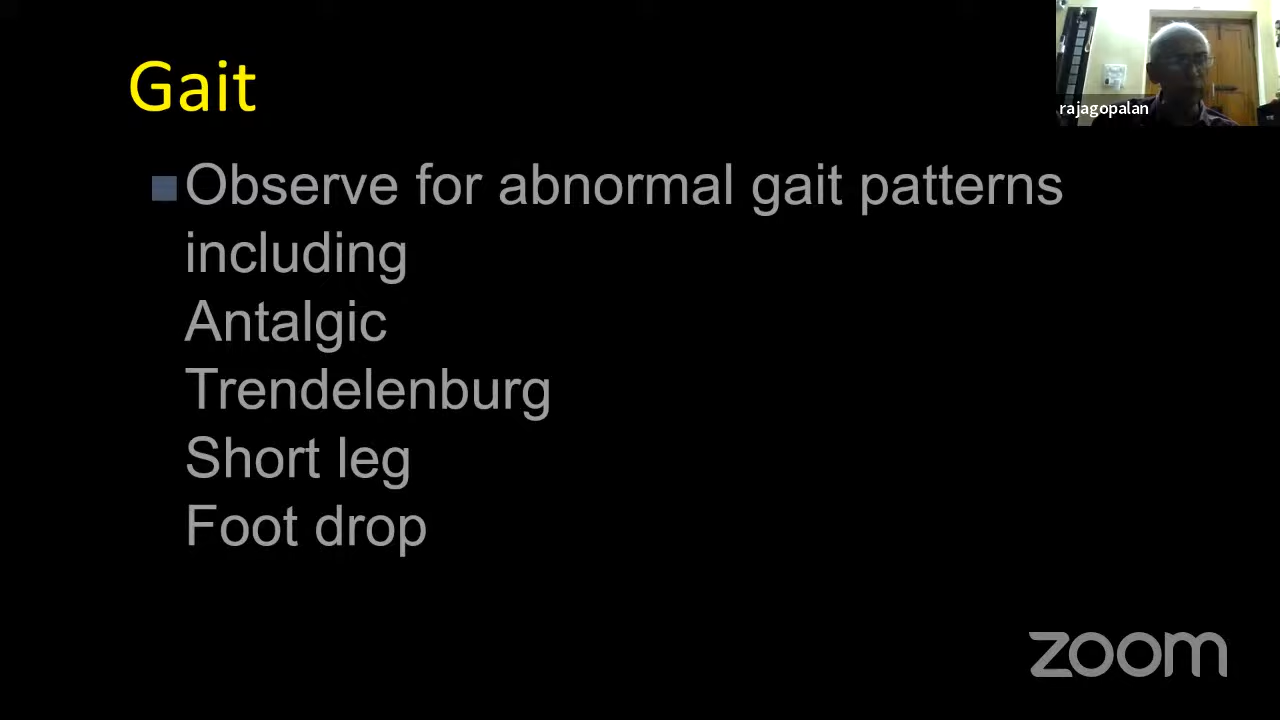 Gait
rajagopalan
Observe for abnormal gait patterns
including
Antalgic
Trendelenburg
Short leg
Foot drop
zoom